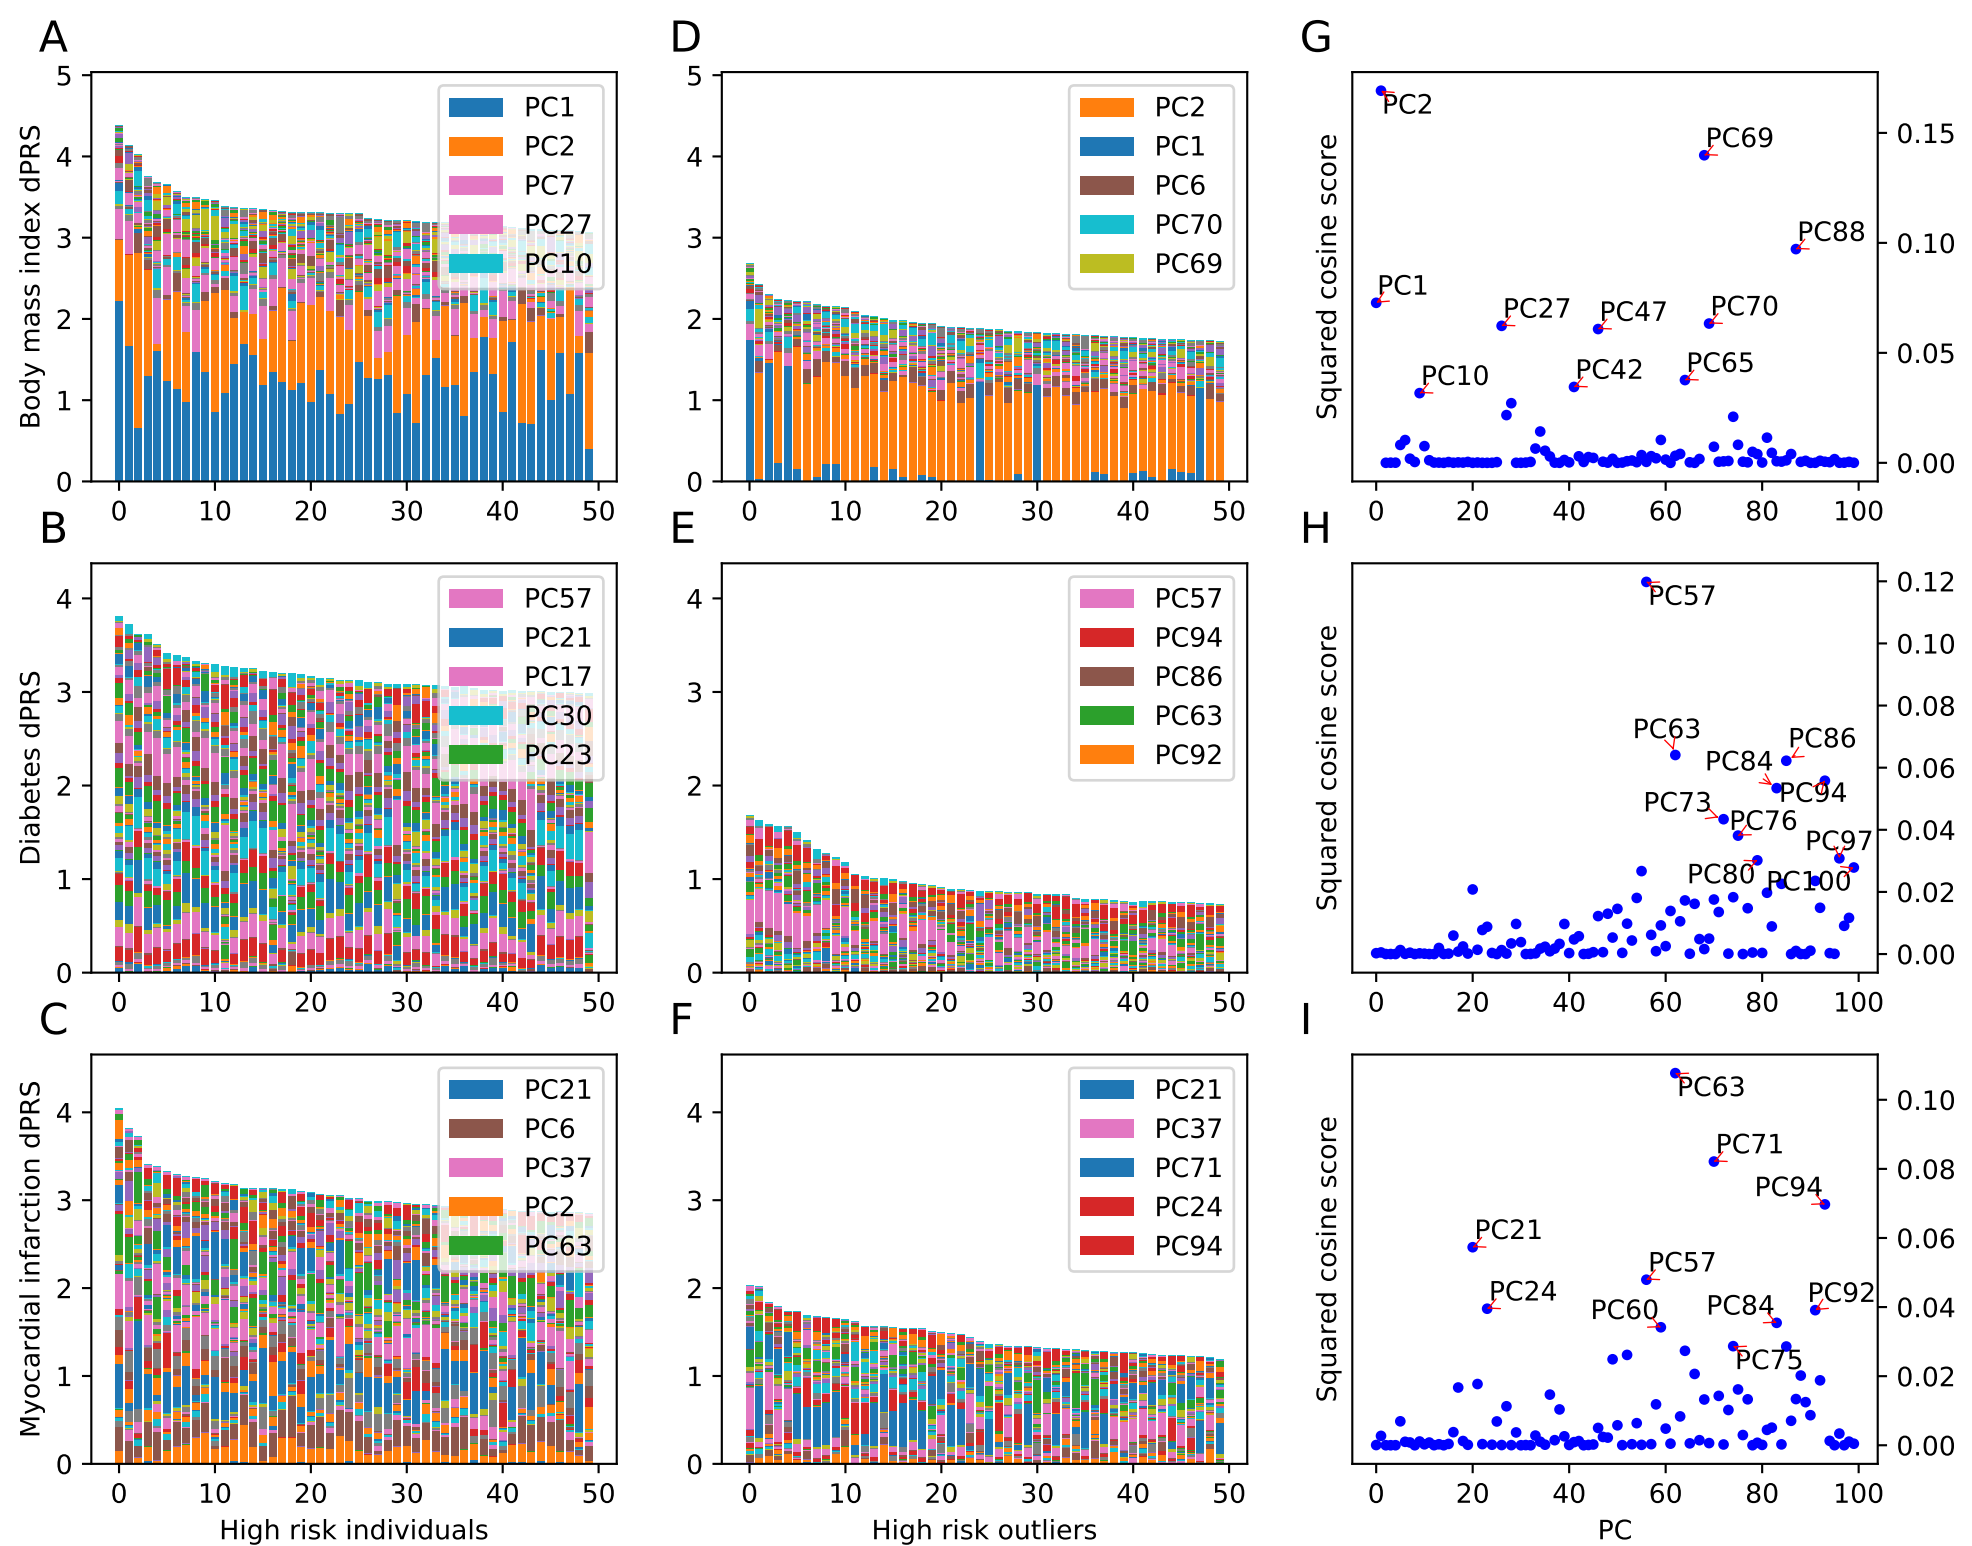 A
Body mass index dPRS
5
4
3
2
1
0
0 10 20 30 40 50
PC1
PC2
PC7
PC27
PC10
D
5
4
3
2
1
0
0 10 20 30 40 50
PC2
PC1
PC6
PC70
PC69
G
Squared cosine score
PC2
PC69
PC88
PC1
PC27
PC47
PC70
PC10
PC42
PC65
0.15
0.10
0.05
0.00
0 20 40 60 80 100
B
Diabetes dPRS
4
3
2
1
0
0 10 20 30 40 50
PC57
PC21
PC17
PC30
PC23
E
4
3
2
1
0
0 10 20 30 40 50
PC57
PC94
PC86
PC63
PC92
H
Squared cosine score
PC57
PC63
PC86
PC84
PC94
PC73
PC76
PC97
PC80
PC100
0.12
0.10
0.08
0.06
0.04
0.02
0.00
0 20 40 60 80 100
C
Myocardial infarction dPRS
4
3
2
1
0
0 10 20 30 40 50
High risk individuals
PC21
PC6
PC37
PC2
PC63
F
4
3
2
1
0
0 10 20 30 40 50
High risk outliers
PC21
PC37
PC71
PC24
PC94
I
Squared cosine score
PC63
PC71
PC94
PC21
PC57
PC24
PC92
PC60
PC84
PC75
0.10
0.08
0.06
0.04
0.02
0.00
0 20 40 60 80 100
PC